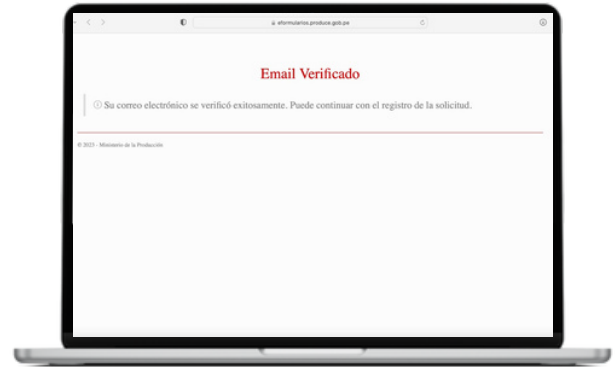 eformularios.produce.gob.pe
Email Verificado
Su correo electrónico se verificó exitosamente. Puede continuar con el registro de la solicitud.
© 2023 - Ministerio de la Producción